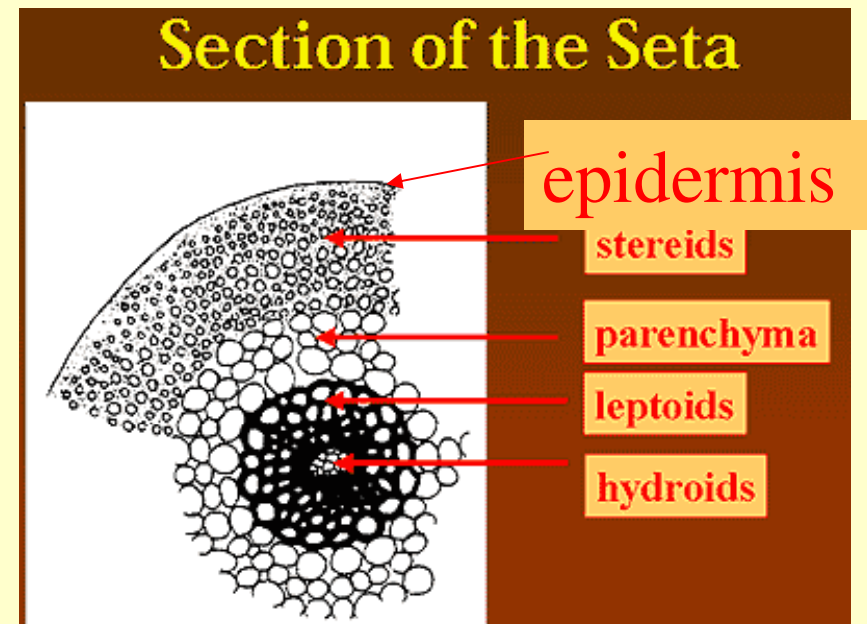 Section of the Seta
epidermis
stereids
parenchyma
leptoids
hydroids